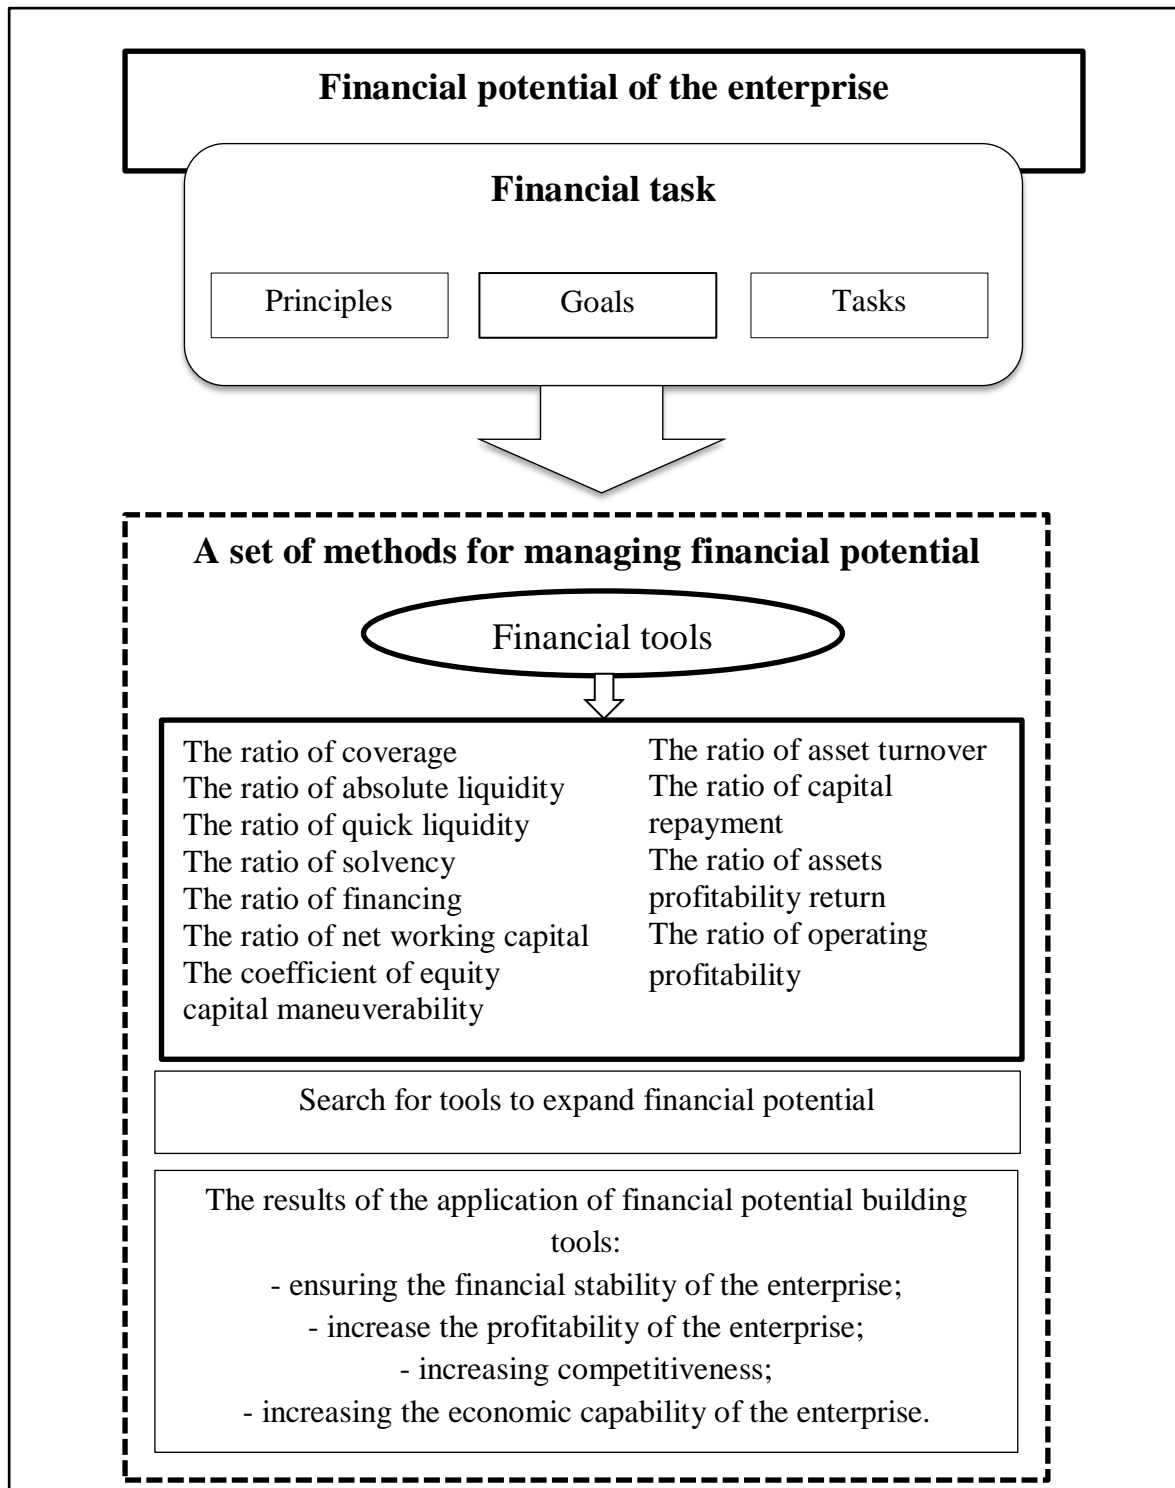 Financial potential of the enterprise
Financial task
Principles
Goals
Tasks
A set of methods for managing financial potential
Financial tools
The ratio of coverage
The ratio of absolute liquidity
The ratio of quick liquidity
The ratio of solvency
The ratio of financing
The ratio of net working capital
The coefficient of equity
capital maneuverability
The ratio of asset turnover
The ratio of capital
repayment
The ratio of assets
profitability return
The ratio of operating
profitability
Search for tools to expand financial potential
The results of the application of financial potential building
tools:
- ensuring the financial stability of the enterprise;
- increase the profitability of the enterprise;
- increasing competitiveness;
- increasing the economic capability of the enterprise.